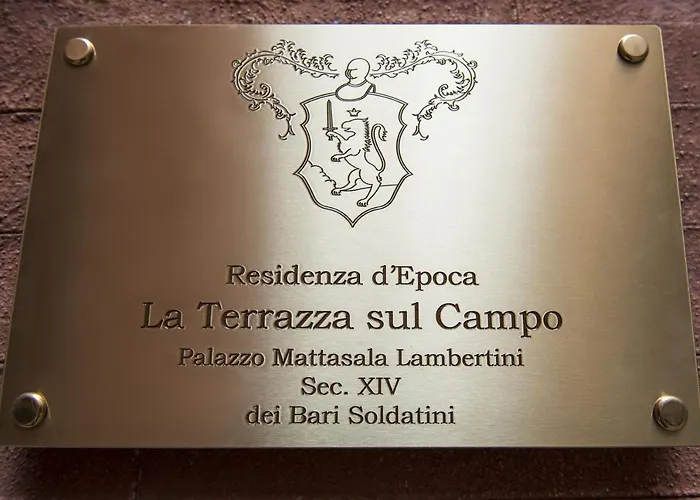 Residenza d'Epoca
La Terrazza sul Campo
Palazzo Mattasala Lambertini
Sec. XIV
dei Bari Soldatini